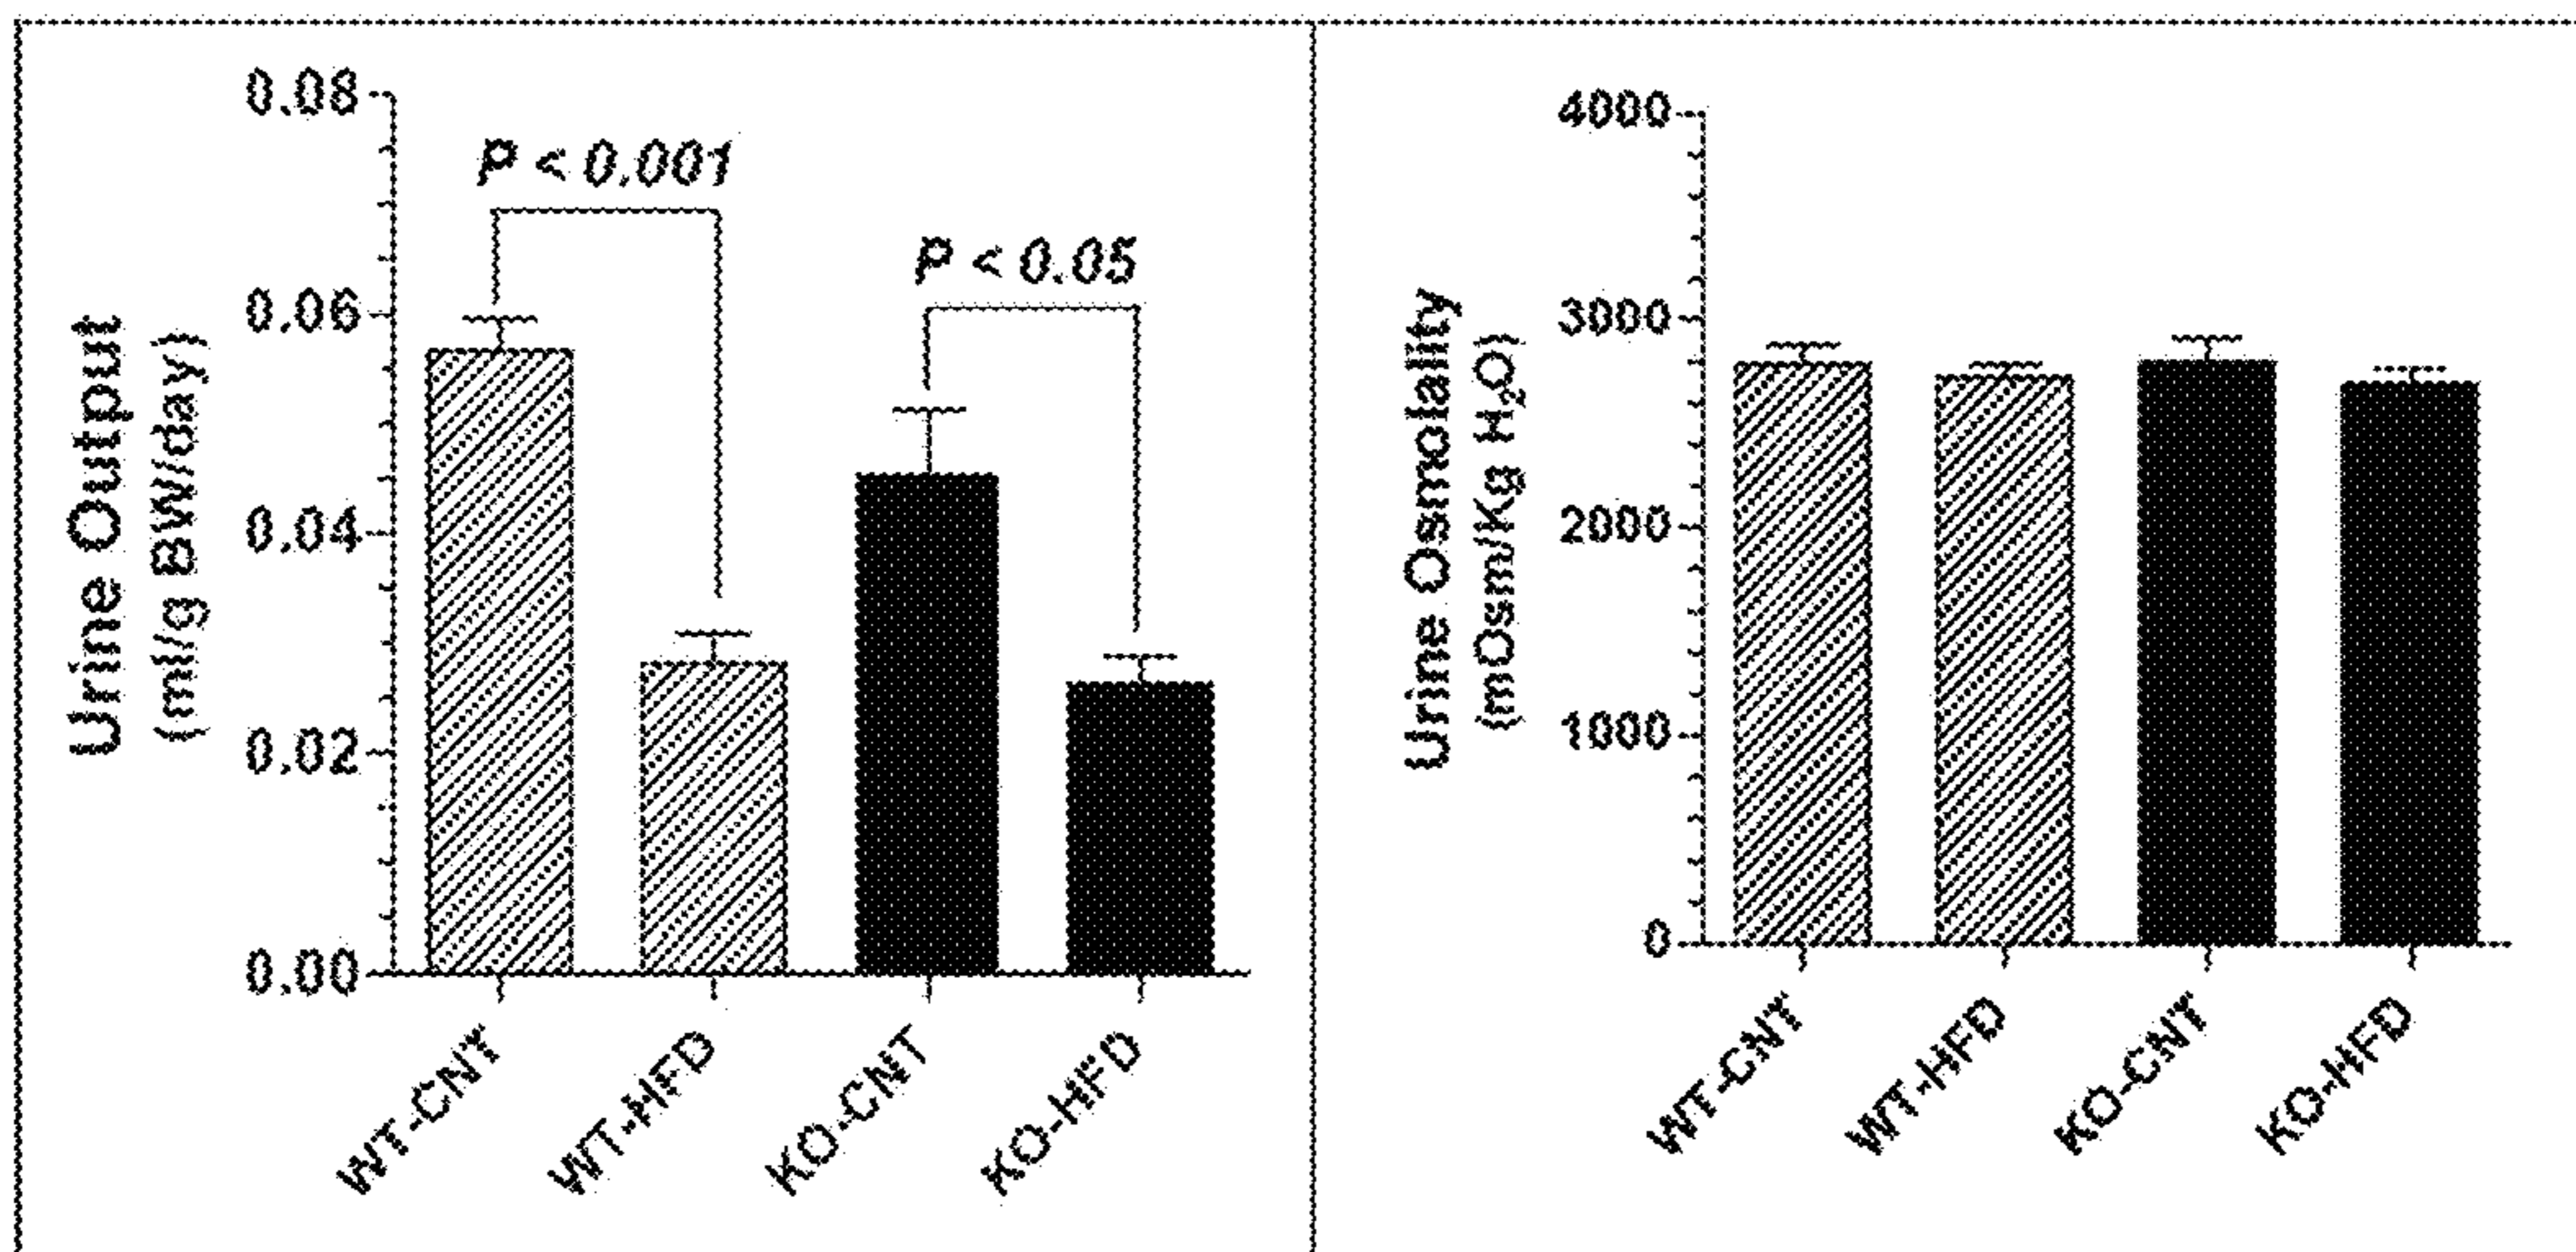 Urine Output
(ml/g BW/day)
0.08
0.06
0.04
0.02
0.00
P < 0.001
P < 0.05
WT-CNT
WT-HFD
KO-CNT
KO-HFD
Urine Osmolality
(mOsm/Kg H₂O)
4000
3000
2000
1000
0
WT-CNT
WT-HFD
KO-CNT
KO-HFD